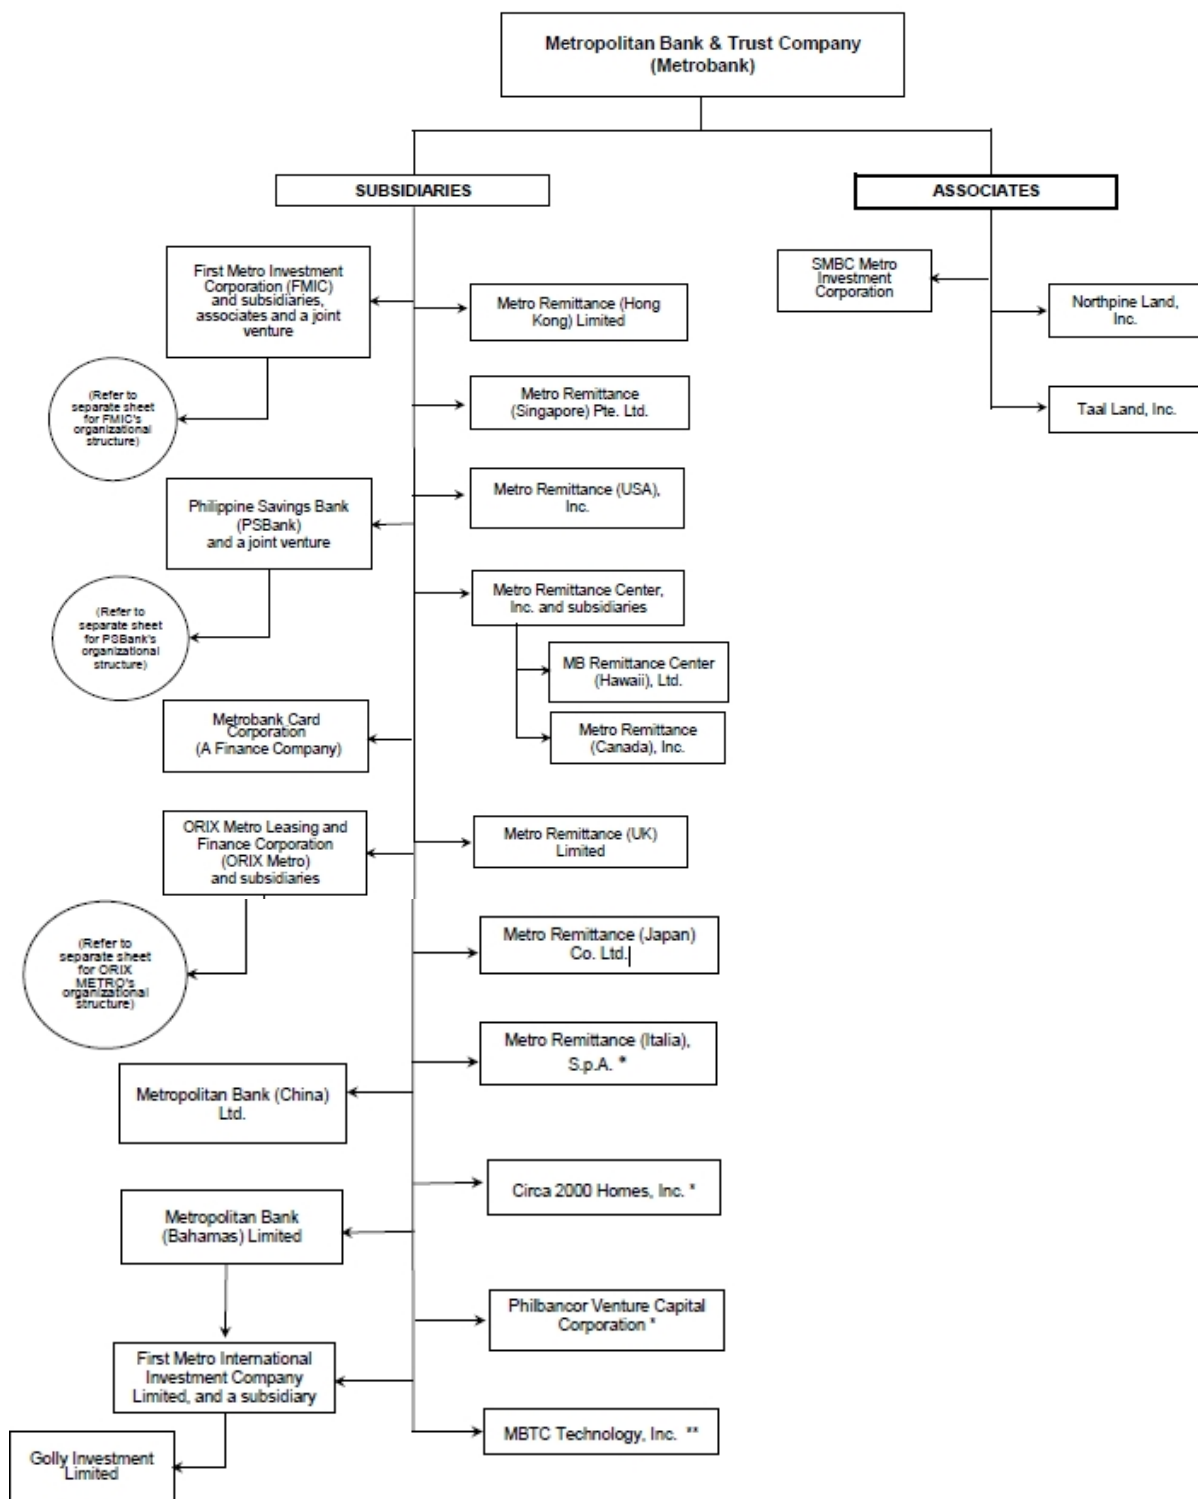 Metropolitan Bank & Trust Company
(Metrobank)
SUBSIDIARIES
ASSOCIATES
First Metro Investment
Corporation (FMIC)
and subsidiaries,
associates and a joint
venture
(Refer to
separate sheet
for FMIC's
organizational
structure)
Philippine Savings Bank
(PSBank)
and a joint venture
(Refer to
separate sheet
for PSBank's
organizational
structure)
Metrobank Card
Corporation
(A Finance Company)
ORIX Metro Leasing and
Finance Corporation
(ORIX Metro)
and subsidiaries
(Refer to
separate sheet
for ORIX
METRO's
organizational
structure)
Metropolitan Bank (China)
Ltd.
Metropolitan Bank
(Bahamas) Limited
First Metro International
Investment Company
Limited, and a subsidiary
Golly Investment
Limited
Metro Remittance (Hong
Kong) Limited
Metro Remittance
(Singapore) Pte. Ltd.
Metro Remittance (USA),
Inc.
Metro Remittance Center,
Inc. and subsidiaries
MB Remittance Center
(Hawaii), Ltd.
Metro Remittance
(Canada), Inc.
Metro Remittance (UK)
Limited
Metro Remittance (Japan)
Co. Ltd.
Metro Remittance (Italia),
S.p.A. *
Circa 2000 Homes, Inc. *
Philbancor Venture Capital
Corporation *
MBTC Technology, Inc. **
SMBC Metro
Investment
Corporation
Northpine Land,
Inc.
Taal Land, Inc.